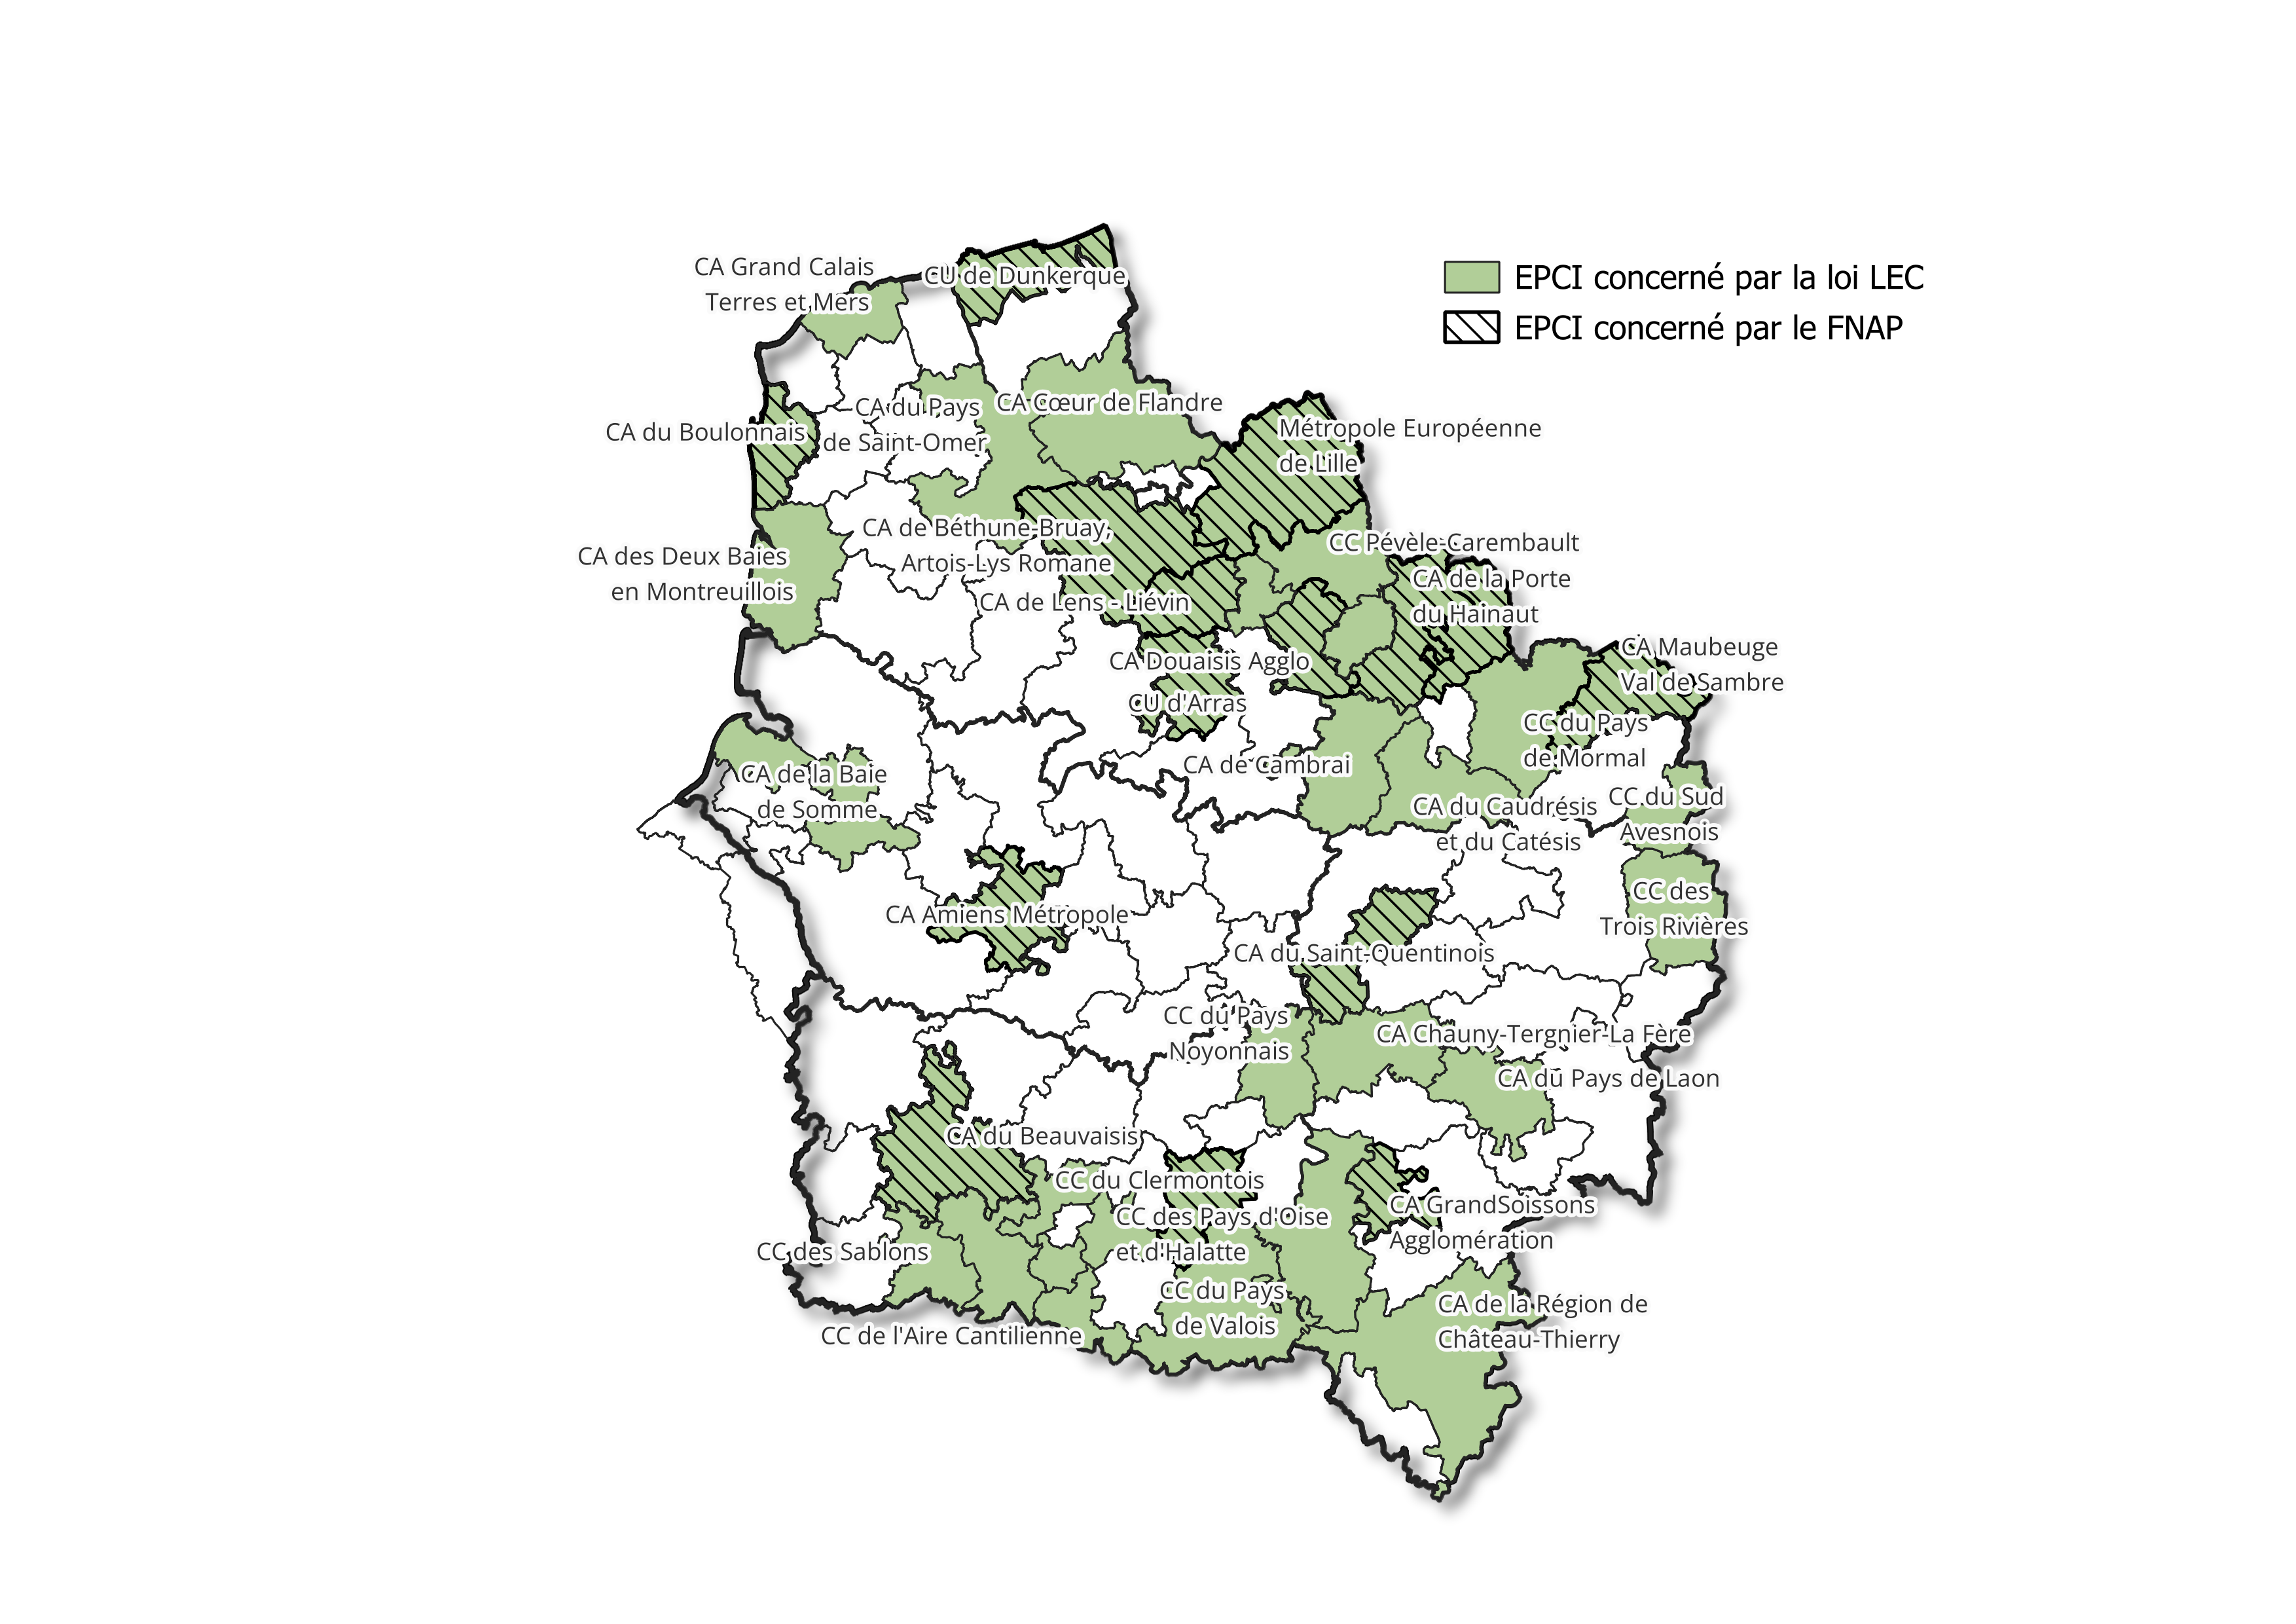 CA Grand Calais
Terres et Mers
CU de Dunkerque
EPCI concerné par la loi LEC
EPCI concerné par le FNAP
CA du Pays
de Saint-Omer
CA Cœur de Flandre
CA du Boulonnais
Métropole Européenne
de Lille
CA de Béthune-Bruay,
Artois-Lys Romane
CC Pévèle-Carembault
CA des Deux Baies
en Montreuillois
CA de la Porte
du Hainaut
CA de Lens - Liévin
CA Maubeuge
Val de Sambre
CA Douaisis Agglo
CU d'Arras
CC du Pays
de Mormal
CA de Cambrai
CA de la Baie
de Somme
CA du Caudrésis
et du Catésis
CC du Sud
Avesnois
CC des
Trois Rivières
CA Amiens Métropole
CA du Saint-Quentinois
CC du Pays
Noyonnais
CA Chauny-Tergnier-La Fère
CA du Pays de Laon
CA du Beauvaisis
CC du Clermontois
CC des Pays d'Oise
et d'Halatte
CA GrandSoissons
Agglomération
CC des Sablons
CC du Pays
de Valois
CA de la Région de
Château-Thierry
CC de l'Aire Cantilienne